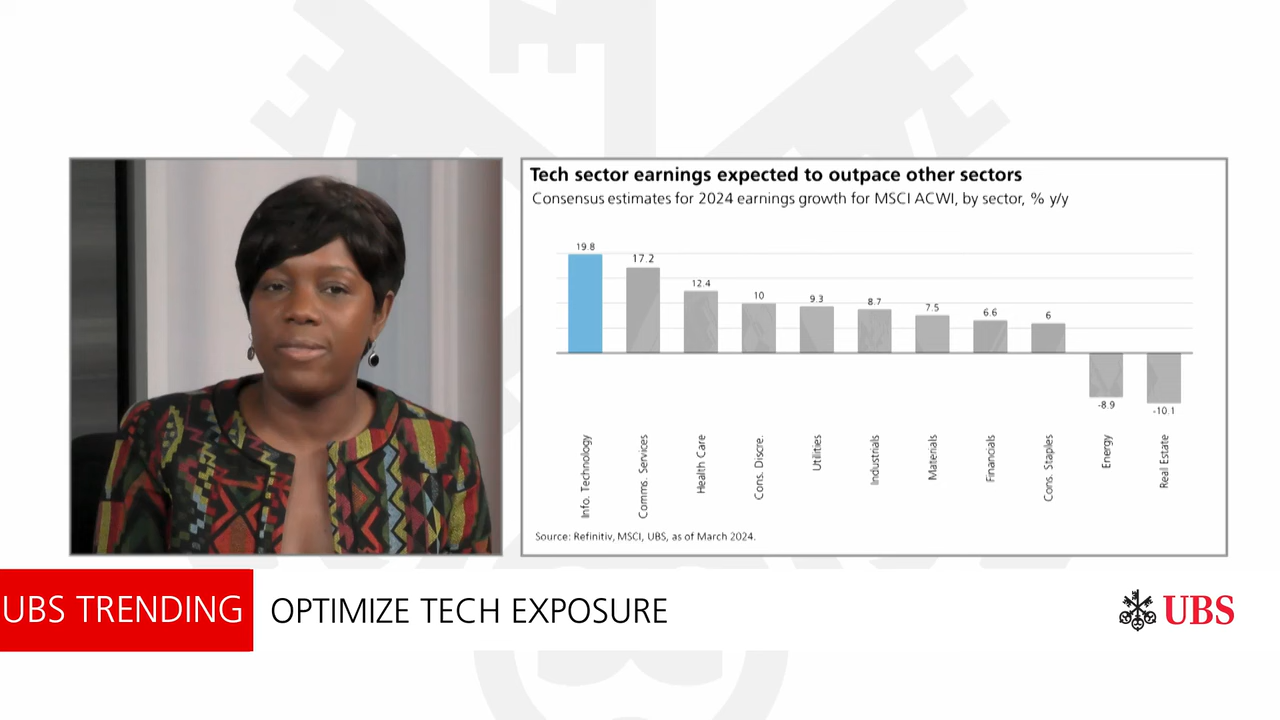 Tech sector earnings expected to outpace other sectors
Consensus estimates for 2024 earnings growth for MSCI ACWI, by sector, % y/y
19.8
17.2
12.4
10
9.3
8.7
7.5
6.6
6
-8.9
-10.1
Info. Technology
Comms. Services
Health Care
Cons. Discre.
Utilities
Industrials
Materials
Financials
Cons. Staples
Energy
Real Estate
Source: Refinitiv, MSCI, UBS, as of March 2024.
UBS TRENDING
OPTIMIZE TECH EXPOSURE
UBS